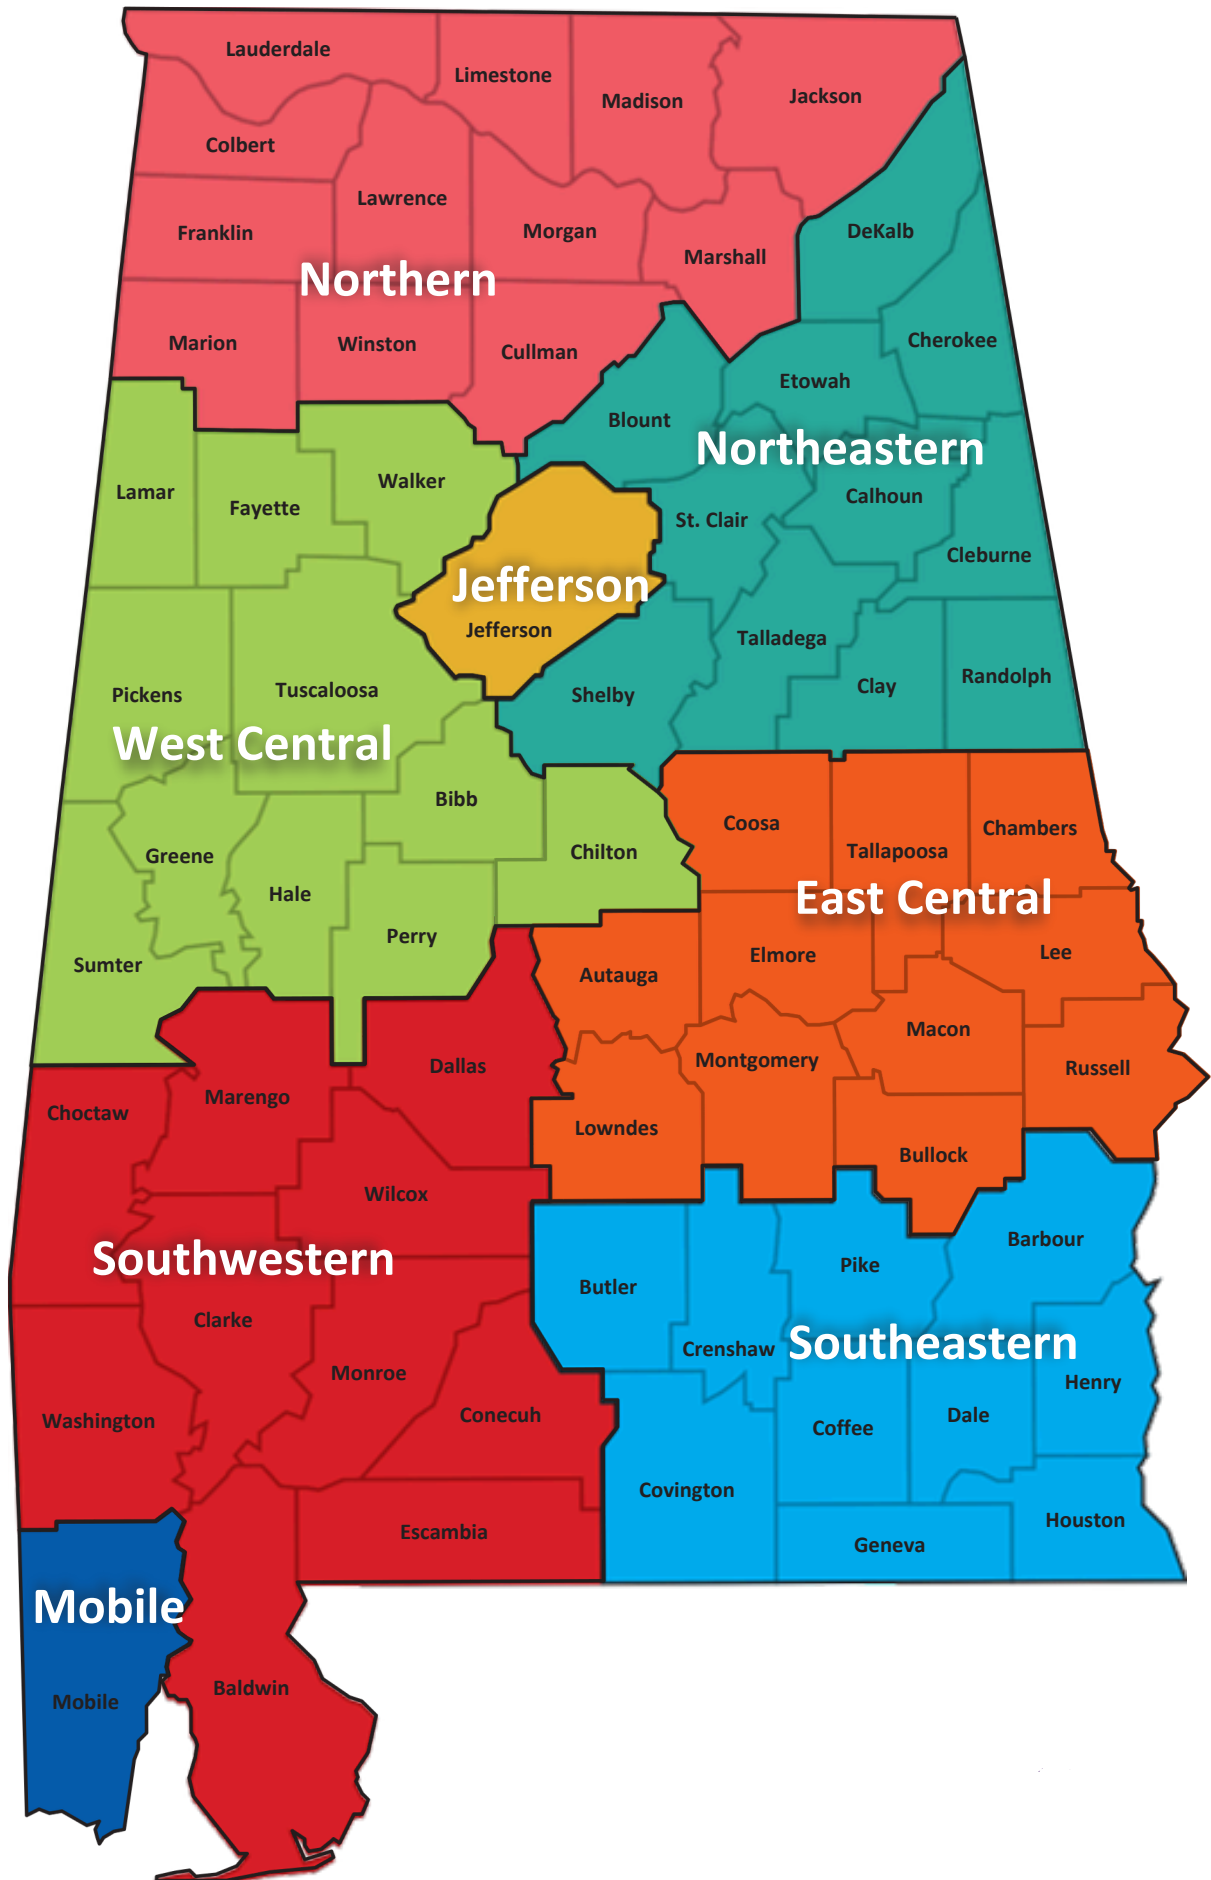 Lauderdale
Limestone
Madison
Jackson
Colbert
Lawrence
Franklin
Morgan
DeKalb
Marshall
Northern
Marion
Winston
Cullman
Cherokee
Etowah
Blount
Northeastern
Walker
Lamar
Fayette
Calhoun
St. Clair
Cleburne
Jefferson
Jefferson
Talladega
Randolph
Clay
Pickens
Tuscaloosa
Shelby
West Central
Bibb
Coosa
Chambers
Tallapoosa
Greene
Chilton
Hale
East Central
Perry
Lee
Elmore
Sumter
Autauga
Macon
Montgomery
Dallas
Russell
Marengo
Choctaw
Lowndes
Bullock
Wilcox
Barbour
Southwestern
Pike
Butler
Clarke
Southeastern
Crenshaw
Monroe
Henry
Conecuh
Dale
Washington
Coffee
Covington
Houston
Escambia
Geneva
Mobile
Baldwin
Mobile